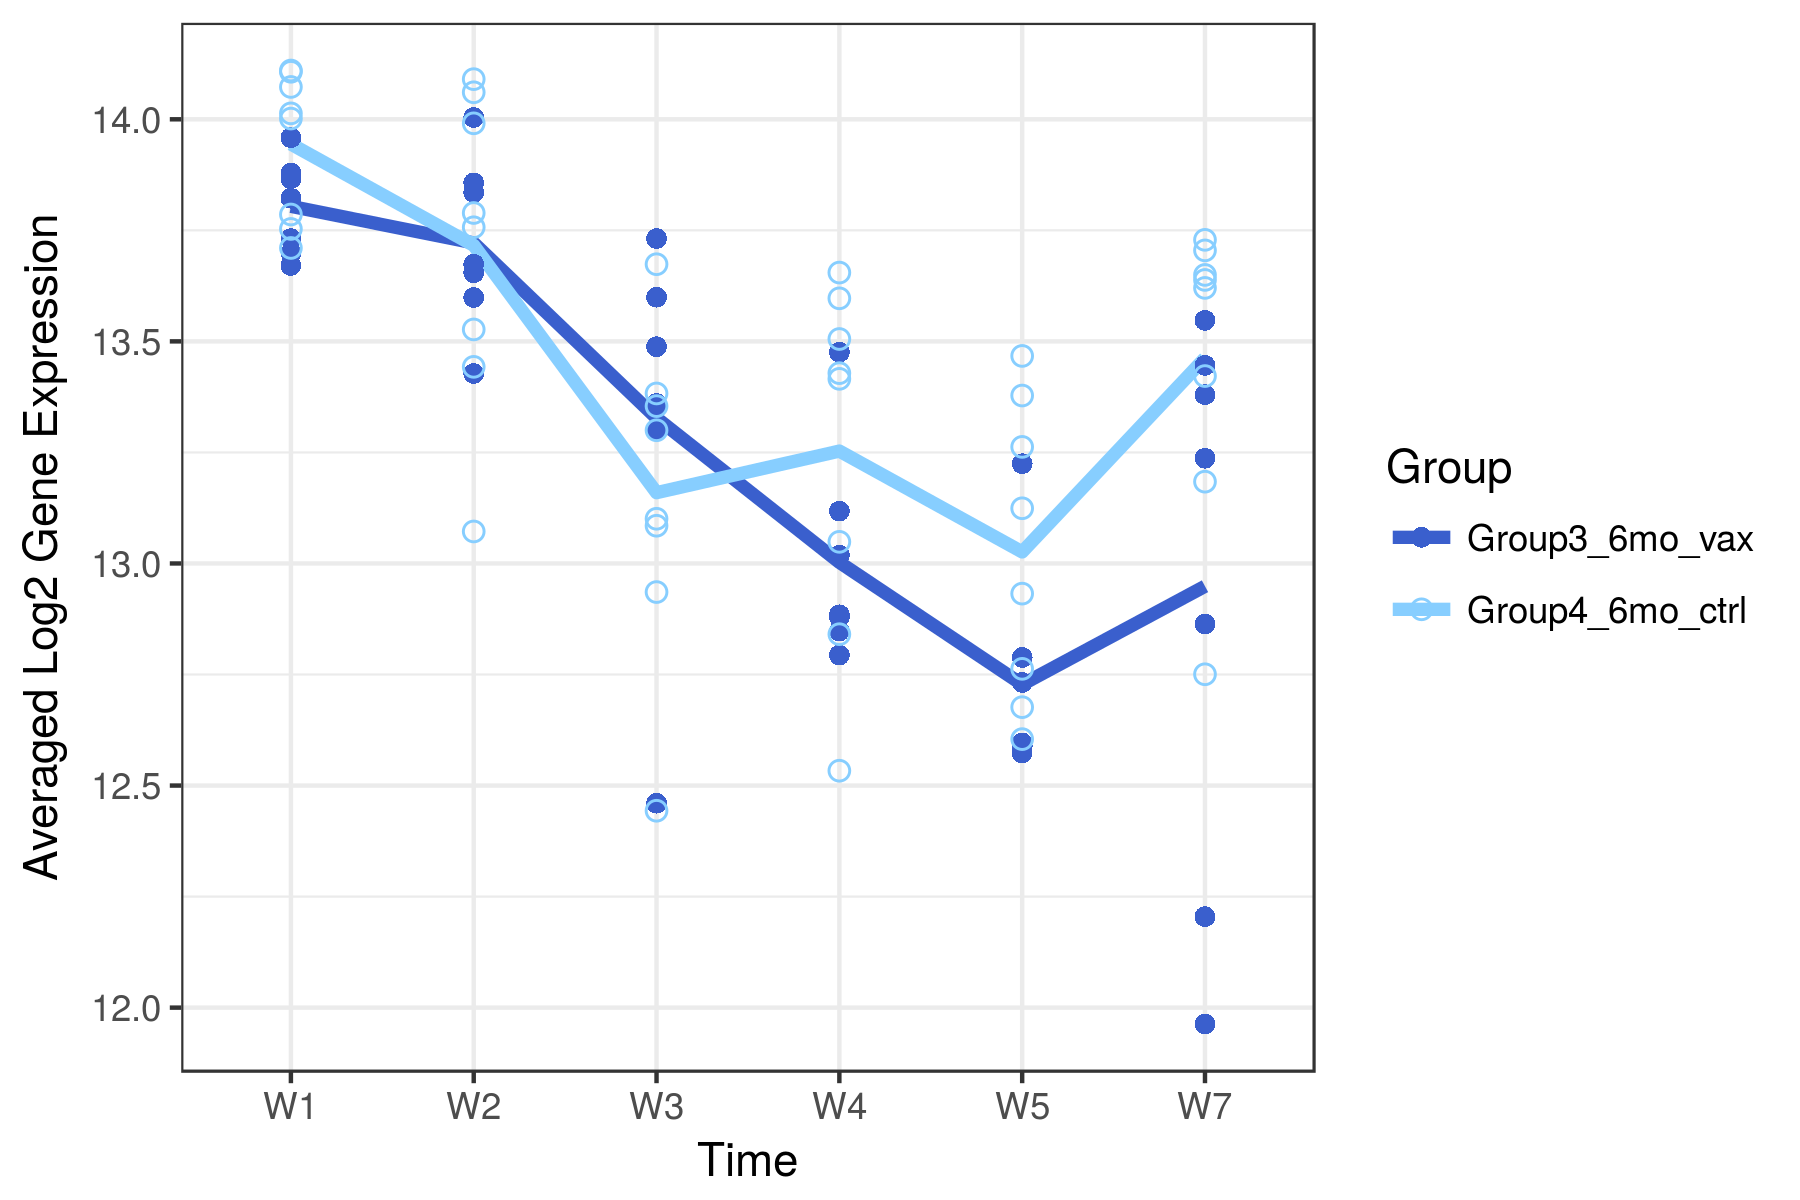 Averaged Log2 Gene Expression
14.0
13.5
13.0
12.5
12.0
W1 W2 W3 W4 W5 W7
Time
Group
Group3_6mo_vax
Group4_6mo_ctrl